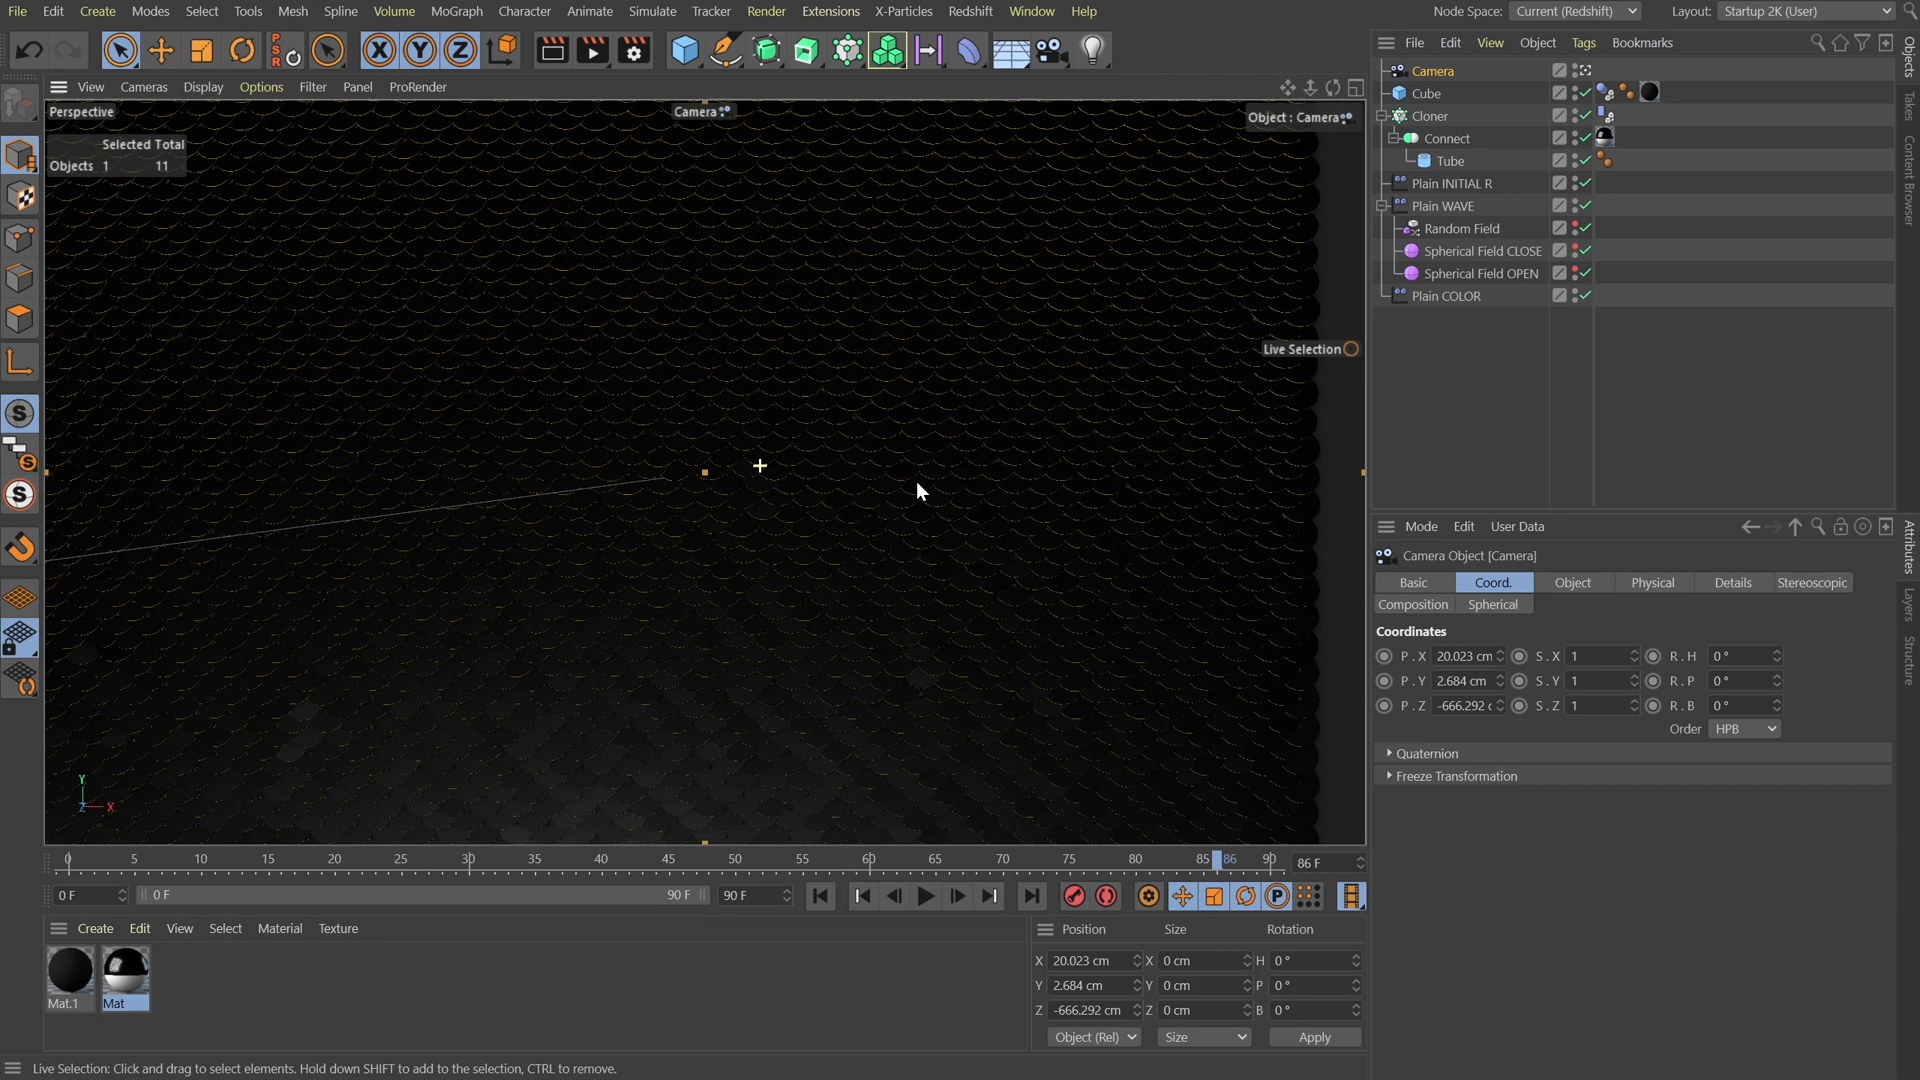 File Edit Create Modes Select Tools Mesh Spline Volume MoGraph Character Animate Simulate Tracker Render Extensions X-Particles Redshift Window Help
Node Space: Current (Redshift) Layout: Startup 2K (User)
PSR X Y Z
File Edit View Object Tags Bookmarks
View Cameras Display Options Filter Panel ProRender
Perspective Camera Object : Camera
Selected Total
Objects 1 11
Live Selection
Camera
Cube
Cloner
Connect
Tube
Plain INITIAL R
Plain WAVE
Random Field
Spherical Field CLOSE
Spherical Field OPEN
Plain COLOR
Objects
Takes
Content Browser
Attributes
Layers
Structure
Mode Edit User Data
Camera Object [Camera]
Basic Coord. Object Physical Details Stereoscopic
Composition Spherical
Coordinates
P . X 20.023 cm S . X 1 R . H 0 °
P . Y 2.684 cm S . Y 1 R . P 0 °
P . Z -666.292 c S . Z 1 R . B 0 °
Order HPB
Quaternion
Freeze Transformation
Y
Z X
0 5 10 15 20 25 30 35 40 45 50 55 60 65 70 75 80 85 86 90 86 F
0 F 0 F 90 F 90 F
Create Edit View Select Material Texture
Mat.1 Mat
Position Size Rotation
X 20.023 cm X 0 cm H 0 °
Y 2.684 cm Y 0 cm P 0 °
Z -666.292 cm Z 0 cm B 0 °
Object (Rel) Size Apply
Live Selection: Click and drag to select elements. Hold down SHIFT to add to the selection, CTRL to remove.